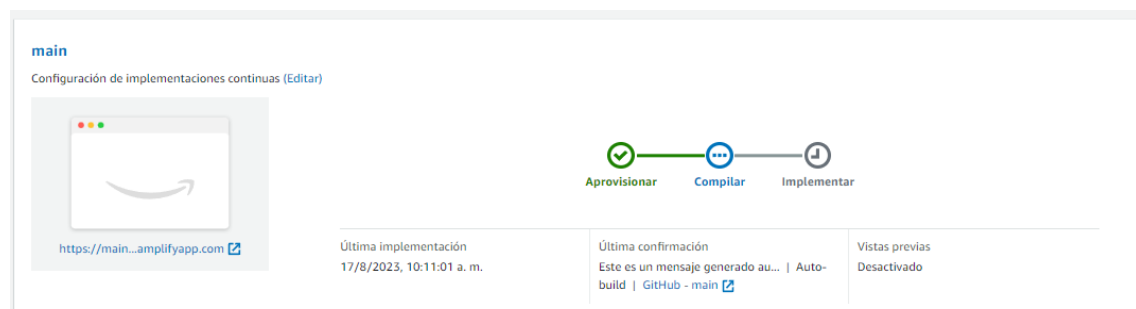 main
Configuración de implementaciones continuas (Editar)
Aprovisionar Compilar Implementar
https://main...amplifyapp.com
Última implementación
17/8/2023, 10:11:01 a. m.
Última confirmación
Este es un mensaje generado au... | Auto-
build | GitHub - main
Vistas previas
Desactivado